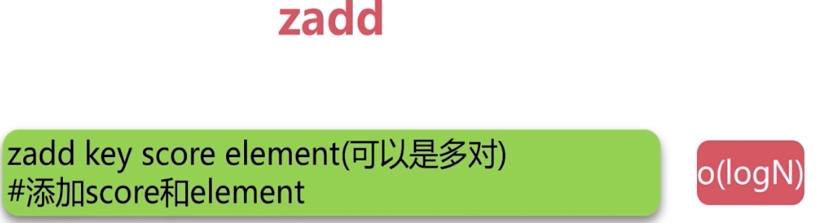 zadd
zadd key score element(可以是多对)
#添加score和element
o(logN)